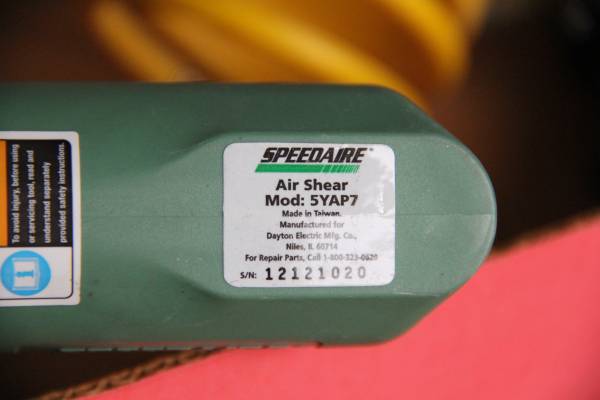 SPEEDAIRE®
Air Shear
Mod: 5YAP7
Made in Taiwan.
Manufactured for
Dayton Electric Mfg. Co.,
Niles, IL 60714
For Repair Parts, Call 1-800-323-0620
S/N: 12121020
To avoid injury, before using
or servicing tool, read and
understand separately
provided safety instructions.